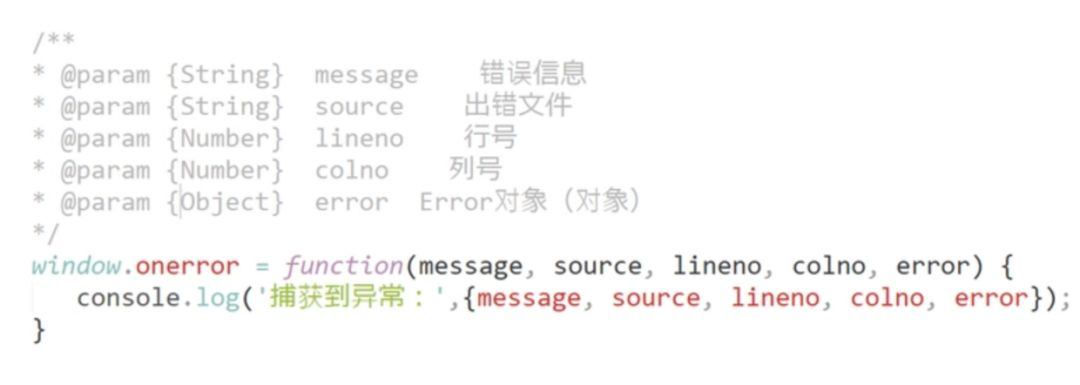 /**
* @param {String}  message    错误信息
* @param {String}  source    出错文件
* @param {Number}  lineno    行号
* @param {Number}  colno    列号
* @param {Object}  error  Error对象（对象）
*/
window.onerror = function(message, source, lineno, colno, error) {
   console.log('捕获到异常：',{message, source, lineno, colno, error});
}